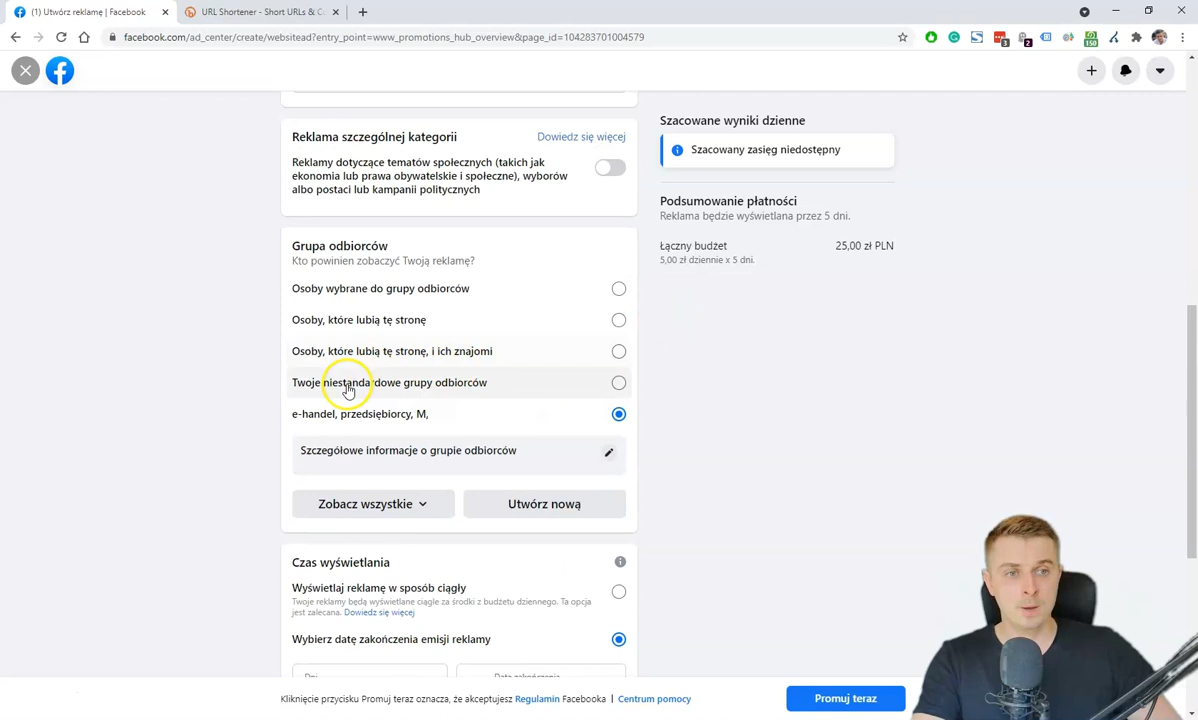 (1) Utwórz reklamę | Facebook
URL Shortener - Short URLs & C
facebook.com/ad_center/create/websitead?entry_point=www_promotions_hub_overview&page_id=104283701004579
3
2
150
Reklama szczególnej kategorii
Dowiedz się więcej
Reklamy dotyczące tematów społecznych (takich jak
ekonomia lub prawa obywatelskie i społeczne), wyborów
albo postaci lub kampanii politycznych
Grupa odbiorców
Kto powinien zobaczyć Twoją reklamę?
Osoby wybrane do grupy odbiorców
Osoby, które lubią tę stronę
Osoby, które lubią tę stronę, i ich znajomi
Twoje niestandardowe grupy odbiorców
e-handel, przedsiębiorcy, M,
Szczegółowe informacje o grupie odbiorców
Zobacz wszystkie
Utwórz nową
Czas wyświetlania
Wyświetlaj reklamę w sposób ciągły
Twoje reklamy będą wyświetlane ciągle za środki z budżetu dziennego. Ta opcja
jest zalecana. Dowiedz się więcej
Wybierz datę zakończenia emisji reklamy
Dni
Data zakończenia
Szacowane wyniki dzienne
Szacowany zasięg niedostępny
Podsumowanie płatności
Reklama będzie wyświetlana przez 5 dni.
Łączny budżet
25,00 zł PLN
5,00 zł dziennie x 5 dni.
Kliknięcie przycisku Promuj teraz oznacza, że akceptujesz Regulamin Facebooka | Centrum pomocy
Promuj teraz